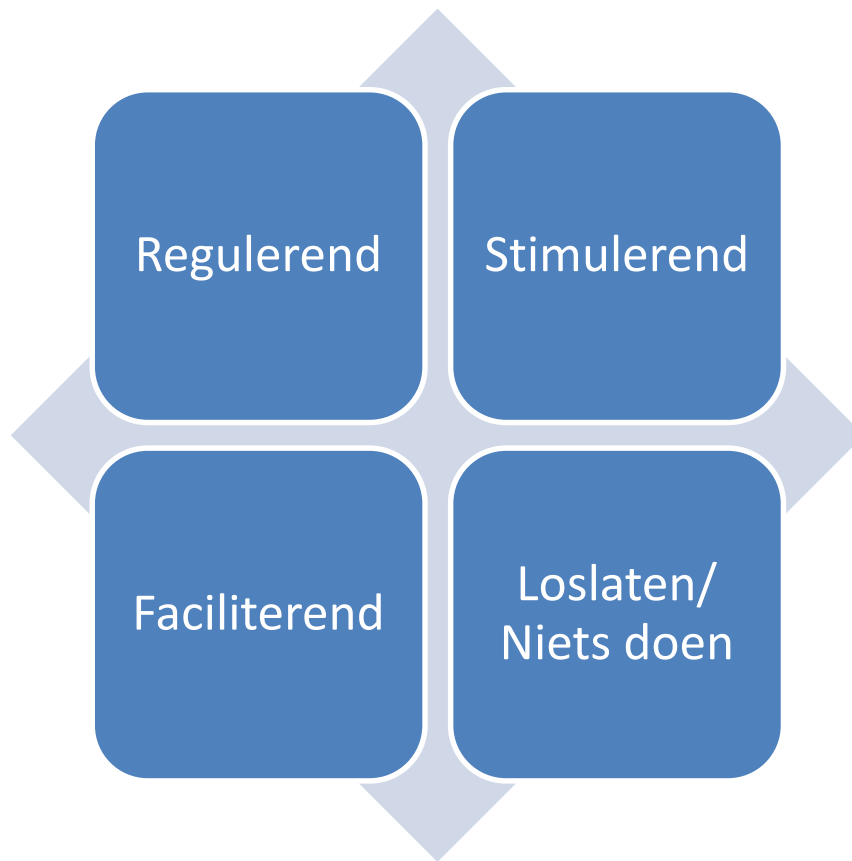 Regulerend
Stimulerend
Faciliterend
Loslaten/
Niets doen